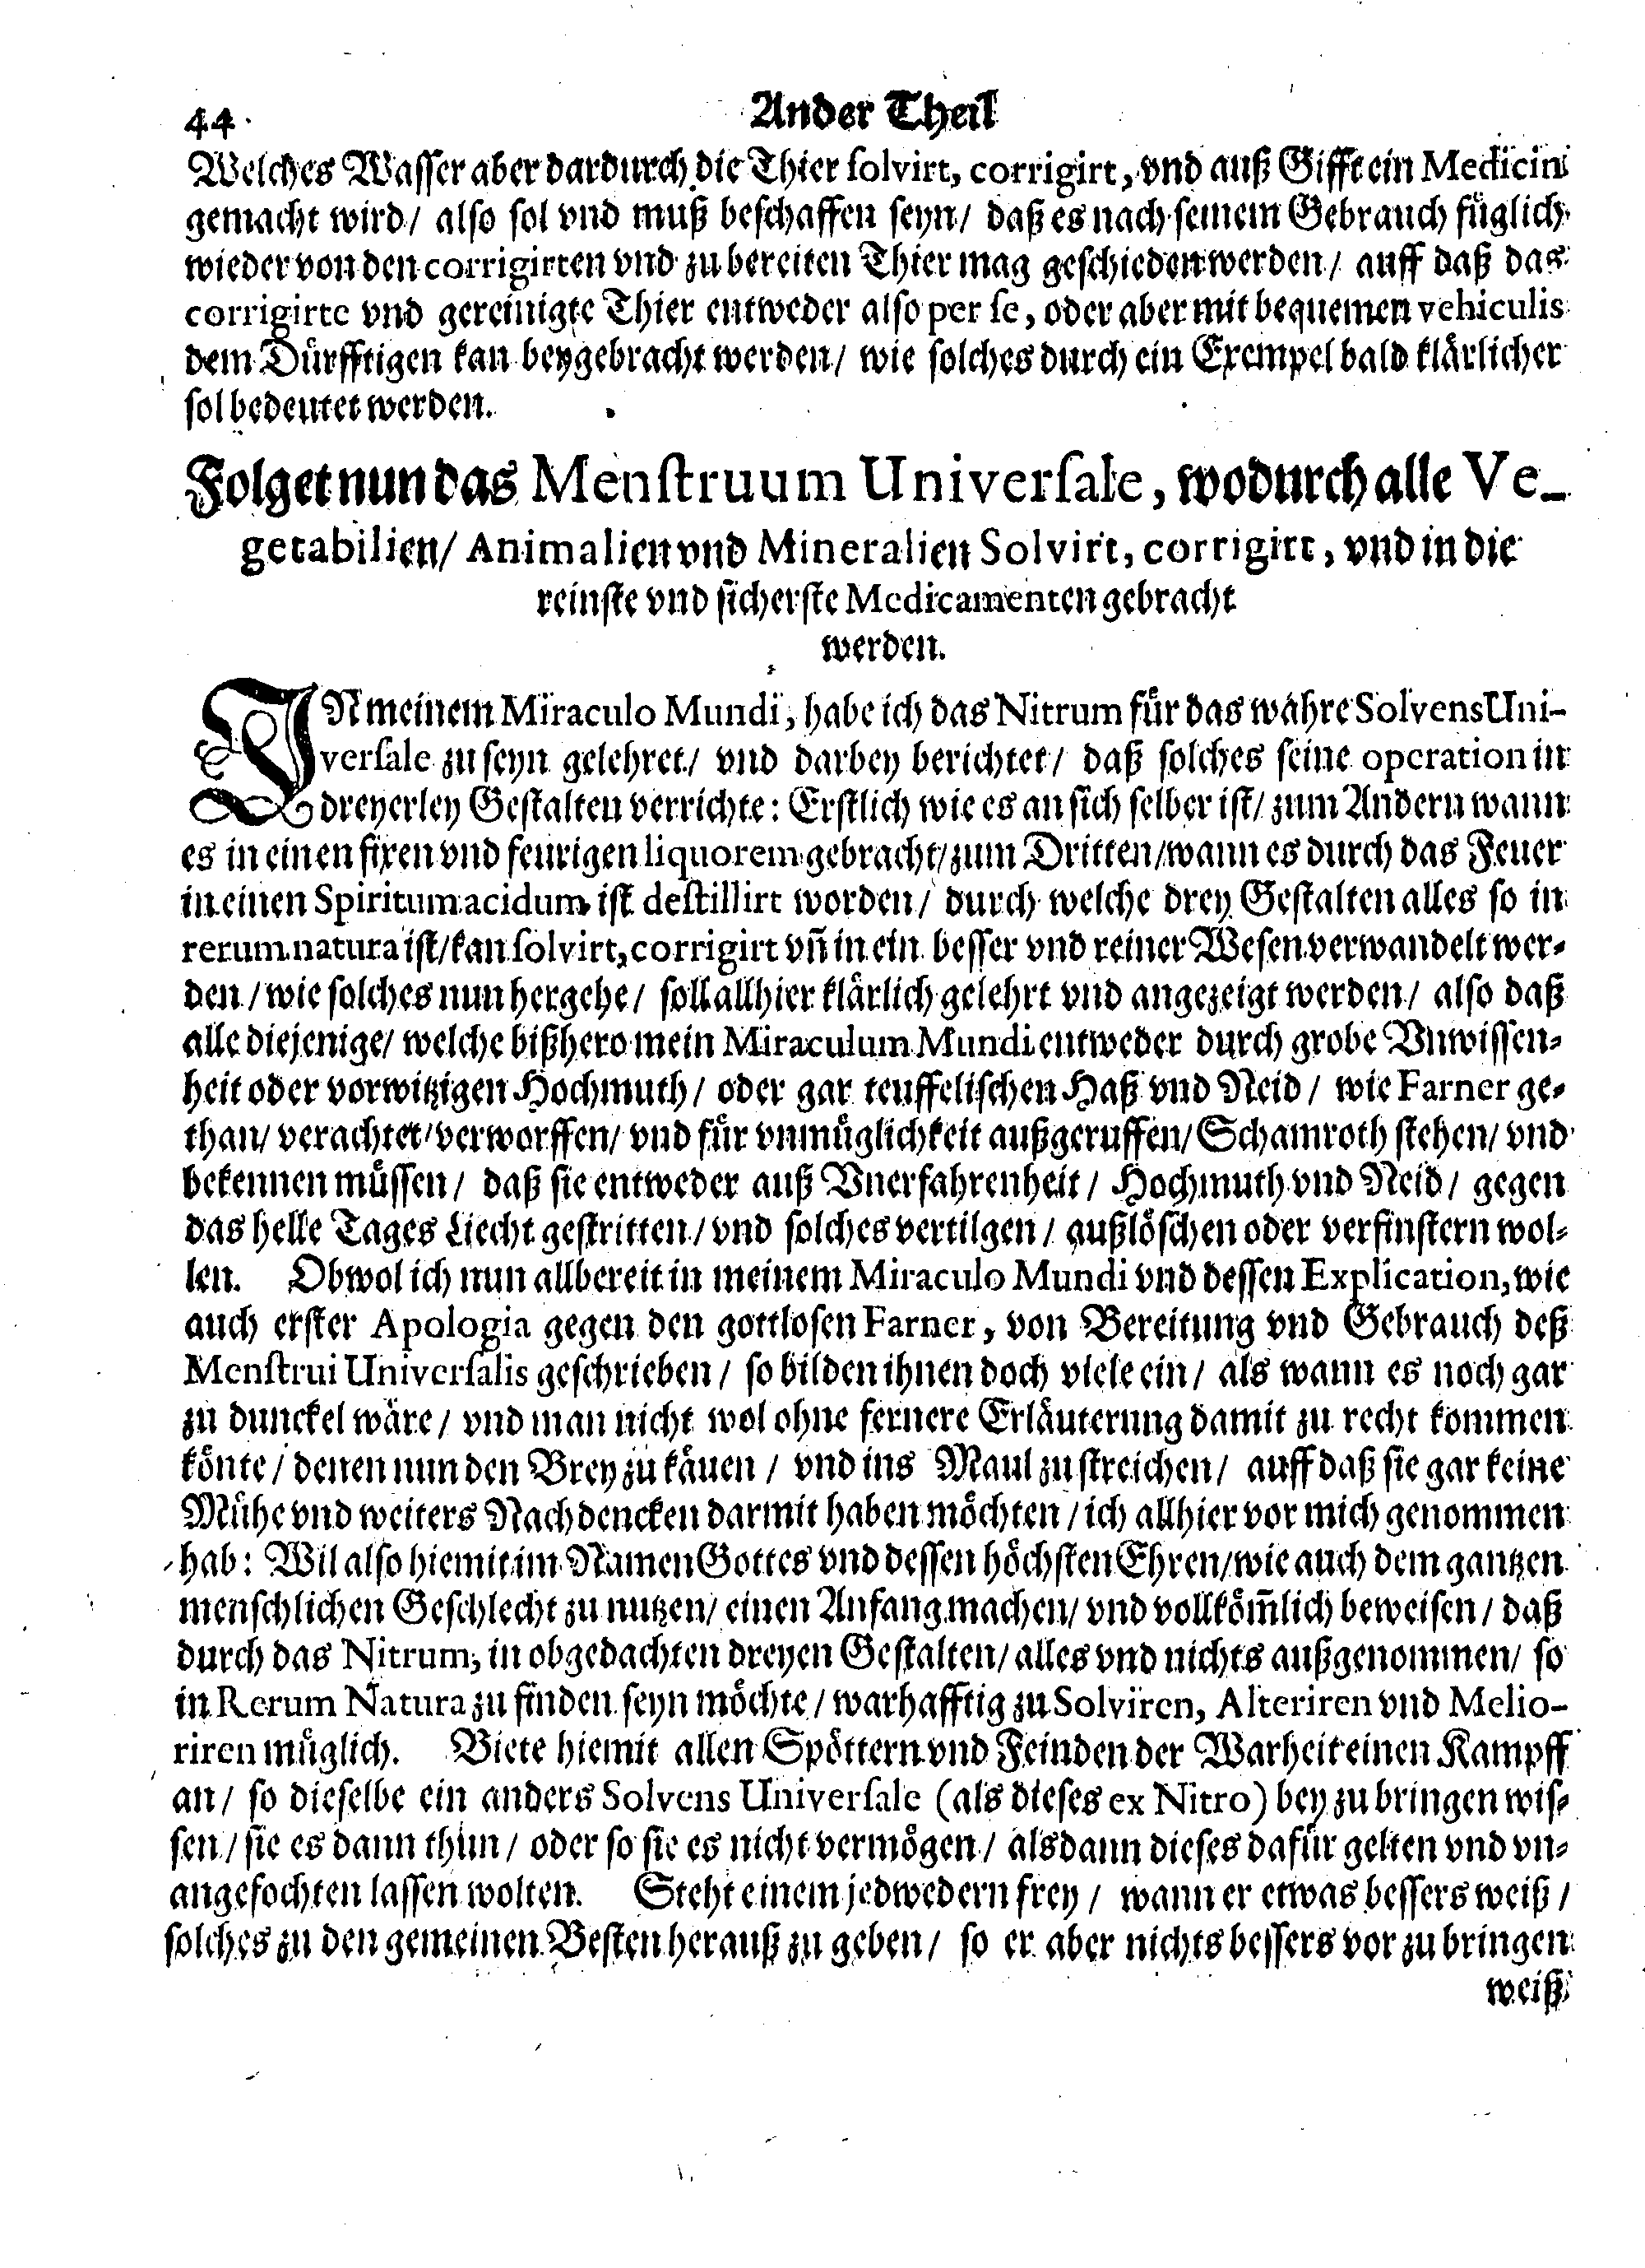 44
Ander Theil
Welches Wasser aber dardurch die Thier solvirt, corrigirt, vnd auß Gifft ein Medicin
gemacht wird/ also sol vnd muß beschaffen seyn/ daß es nach seinem Gebrauch füglich
wieder von den corrigirten vnd zu bereiten Thier mag geschieden werden/ auff daß das
corrigirte vnd gereinigte Thier entweder also per se, oder aber mit bequemen vehiculis
dem Dürfftigen kan beygebracht werden/ wie solches durch ein Exempel bald klärlicher
sol bedeutet werden.
Folget nun das Menstruum Universale, wodurch alle Ve-
getabilien/ Animalien vnd Mineralien Solvirt, corrigirt, vnd in die
reinste vnd sicherste Medicamenten gebracht
werden.
IN meinem Miraculo Mundi, habe ich das Nitrum für das wahre Solvens Uni-
versale zu seyn gelehret/ vnd darbey berichtet/ daß solches seine operation in
dreyerley Gestalten verrichte: Erstlich wie es an sich selber ist/ zum Andern wann
es in einen fixen vnd feurigen liquorem gebracht/ zum Dritten/ wann es durch das Feuer
in einen Spiritum acidum ist destillirt worden/ durch welche drey Gestalten alles so in
rerum natura ist/ kan solvirt, corrigirt vñ in ein besser vnd reiner Wesen verwandelt wer-
den/ wie solches nun hergehe/ soll allhier klärlich gelehrt vnd angezeigt werden/ also daß
alle diejenige/ welche bißhero mein Miraculum Mundi entweder durch grobe Vnwissen-
heit oder vorwitzigen Hochmuth/ oder gar teuffelischen Haß vnd Neid/ wie Farner ge-
than/ verachtet/ verworffen/ vnd für vnmüglichkeit außgeruffen/ Schamroth stehen/ vnd
bekennen müssen/ daß sie entweder auß Vnerfahrenheit/ Hochmuth vnd Neid/ gegen
das helle Tages Liecht gestritten/ vnd solches vertilgen/ außlöschen oder verfinstern wol-
len. Obwol ich nun allbereit in meinem Miraculo Mundi vnd dessen Explication, wie
auch erster Apologia gegen den gottlosen Farner, von Bereitung vnd Gebrauch deß
Menstrui Universalis geschrieben/ so bilden ihnen doch viele ein/ als wann es noch gar
zu dunckel wäre/ vnd man nicht wol ohne fernere Erläuterung damit zu recht kommen
könte/ denen nun den Brey zu käuen/ vnd ins Maul zu streichen/ auff daß sie gar keine
Mühe vnd weiters Nachdencken darmit haben möchten/ ich allhier vor mich genommen
hab: Wil also hiemit im Namen Gottes vnd dessen höchsten Ehren/ wie auch dem gantzen
menschlichen Geschlecht zu nutzen/ einen Anfang machen/ vnd vollköm̃lich beweisen/ daß
durch das Nitrum, in obgedachten dreyen Gestalten/ alles vnd nichts außgenommen/ so
in Rerum Natura zu finden seyn möchte/ warhafftig zu Solviren, Alteriren vnd Melio-
riren müglich. Biete hiemit allen Spöttern vnd Feinden der Warheit einen Kampff
an/ so dieselbe ein anders Solvens Universale (als dieses ex Nitro) bey zu bringen wis-
sen/ sie es dann thun/ oder so sie es nicht vermögen/ alsdann dieses dafür gelten vnd vn-
angefochten lassen wolten. Steht einem jedwedern frey/ wann er etwas bessers weiß/
solches zu den gemeinen Besten herauß zu geben/ so er aber nichts bessers vor zu bringen
weiß